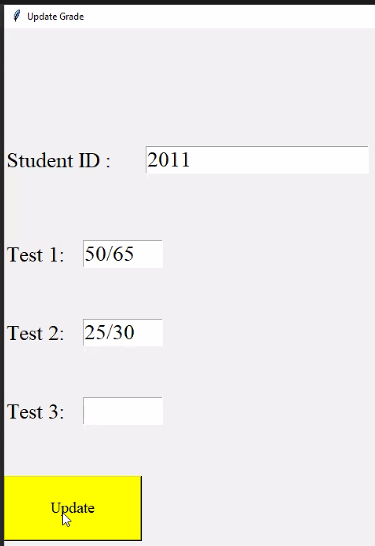 Update Grade
Student ID : 2011
Test 1: 50/65
Test 2: 25/30
Test 3:
Update